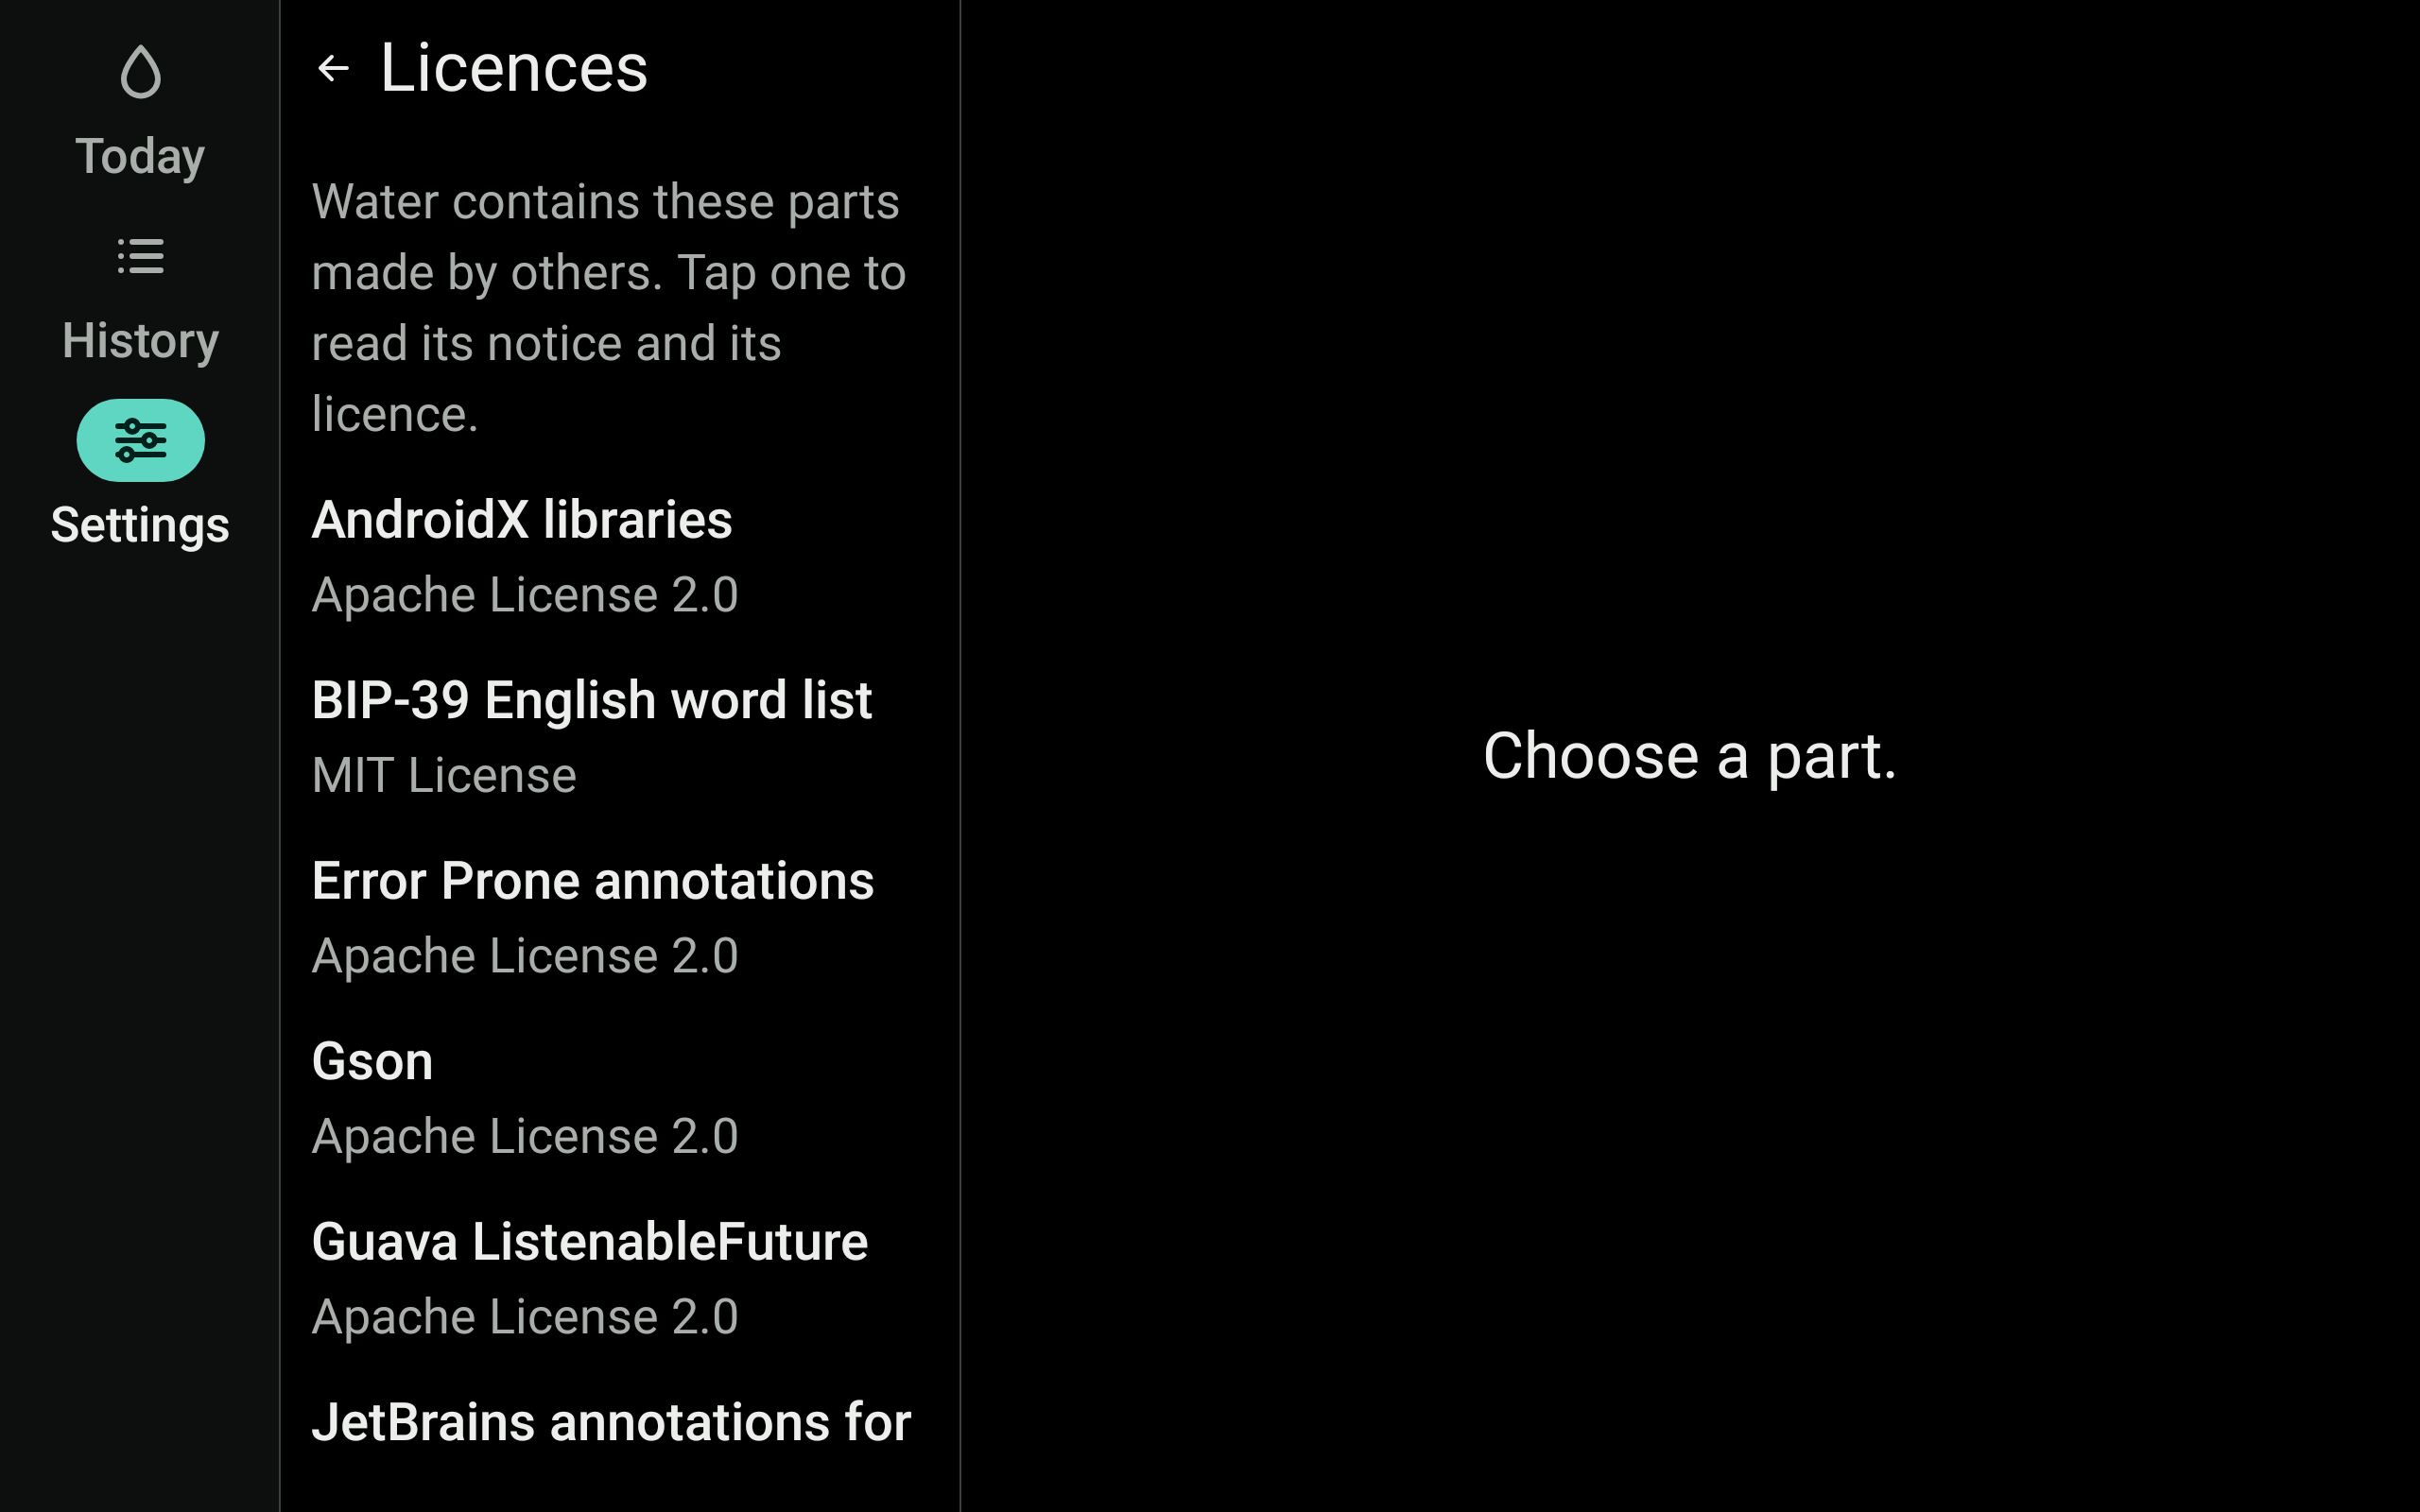 Today
History
Settings
Licences
Water contains these parts
made by others. Tap one to
read its notice and its
licence.
AndroidX libraries
Apache License 2.0
BIP-39 English word list
MIT License
Error Prone annotations
Apache License 2.0
Gson
Apache License 2.0
Guava ListenableFuture
Apache License 2.0
JetBrains annotations for
Choose a part.